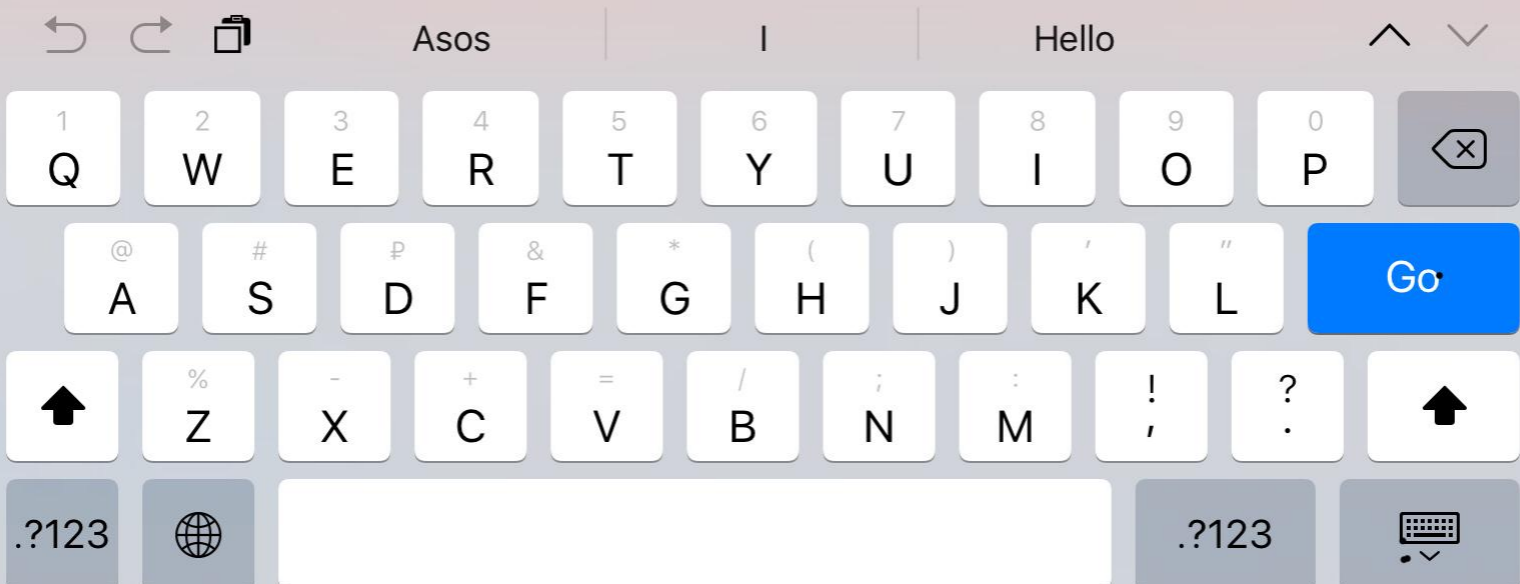 Asos I Hello
1 2 3 4 5 6 7 8 9 0
Q W E R T Y U I O P
@ # ₽ & * ( ) ' "
A S D F G H J K L Go
% - + = / ; : ! ?
Z X C V B N M , .
.?123 .?123